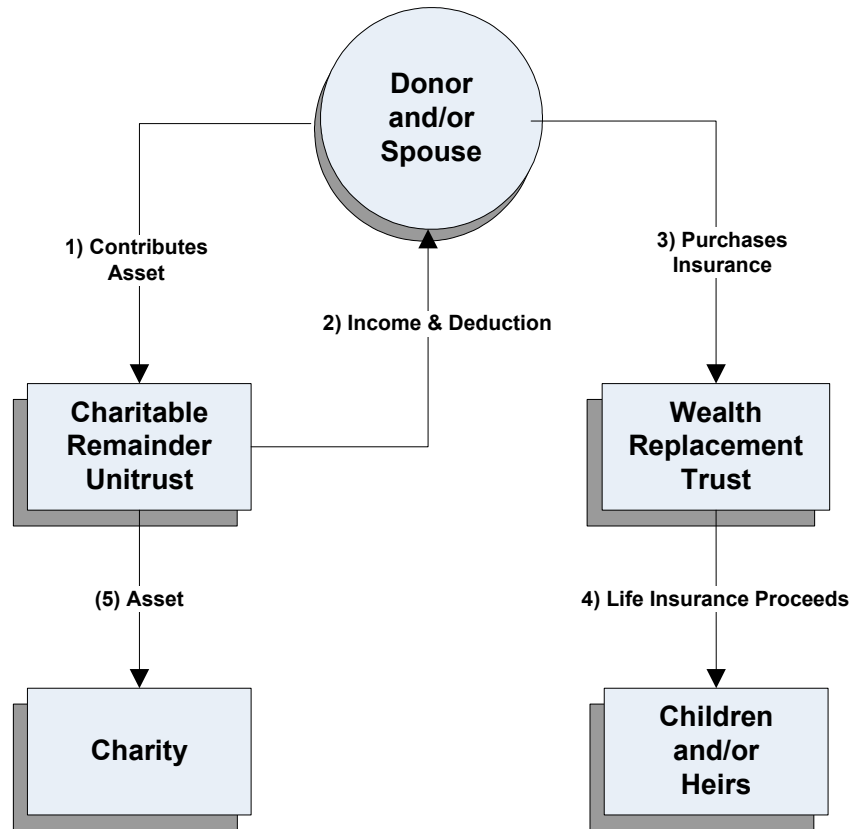 Donor
and/or
Spouse
1) Contributes
Asset
3) Purchases
Insurance
2) Income & Deduction
Charitable
Remainder
Unitrust
Wealth
Replacement
Trust
(5) Asset
4) Life Insurance Proceeds
Charity
Children
and/or
Heirs